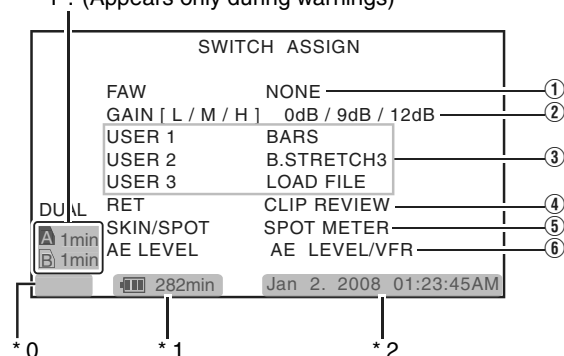 (Appears only during warnings)
SWITCH ASSIGN
FAW NONE ①
GAIN [ L / M / H ] 0dB / 9dB / 12dB ②
USER 1 BARS
USER 2 B.STRETCH3 ③
USER 3 LOAD FILE
RET CLIP REVIEW ④
SKIN/SPOT SPOT METER ⑤
AE LEVEL AE LEVEL/VFR ⑥
A 1min
B 1min
282min Jan 2. 2008 01:23:45AM
* 0 * 1 * 2